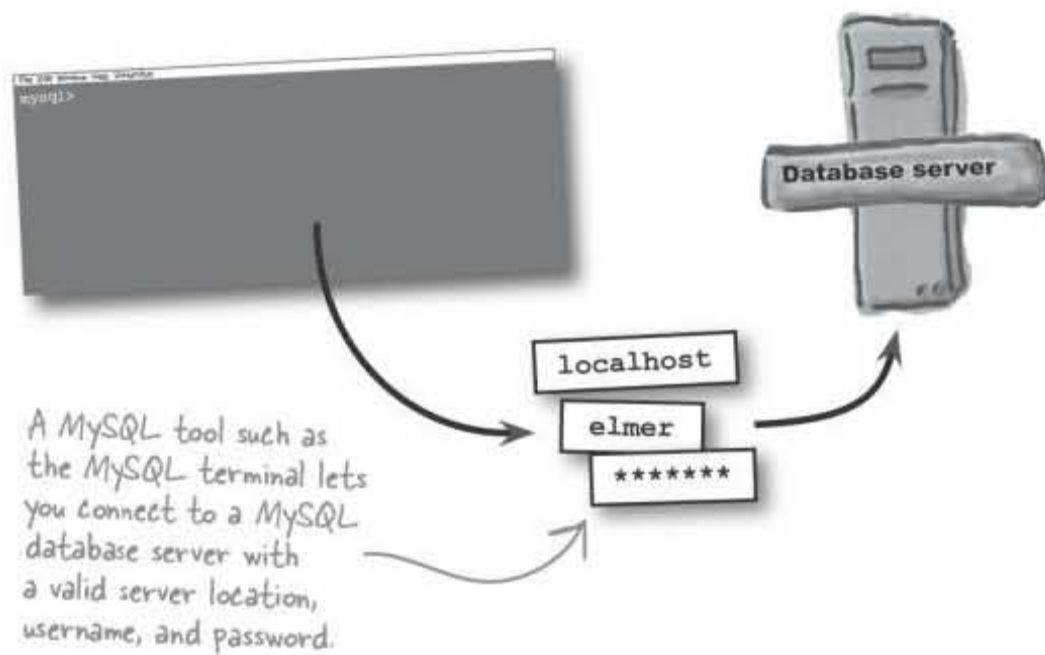 mysql>
Database server
localhost
elmer
*******
A MySQL tool such as
the MySQL terminal lets
you connect to a MySQL
database server with
a valid server location,
username, and password.